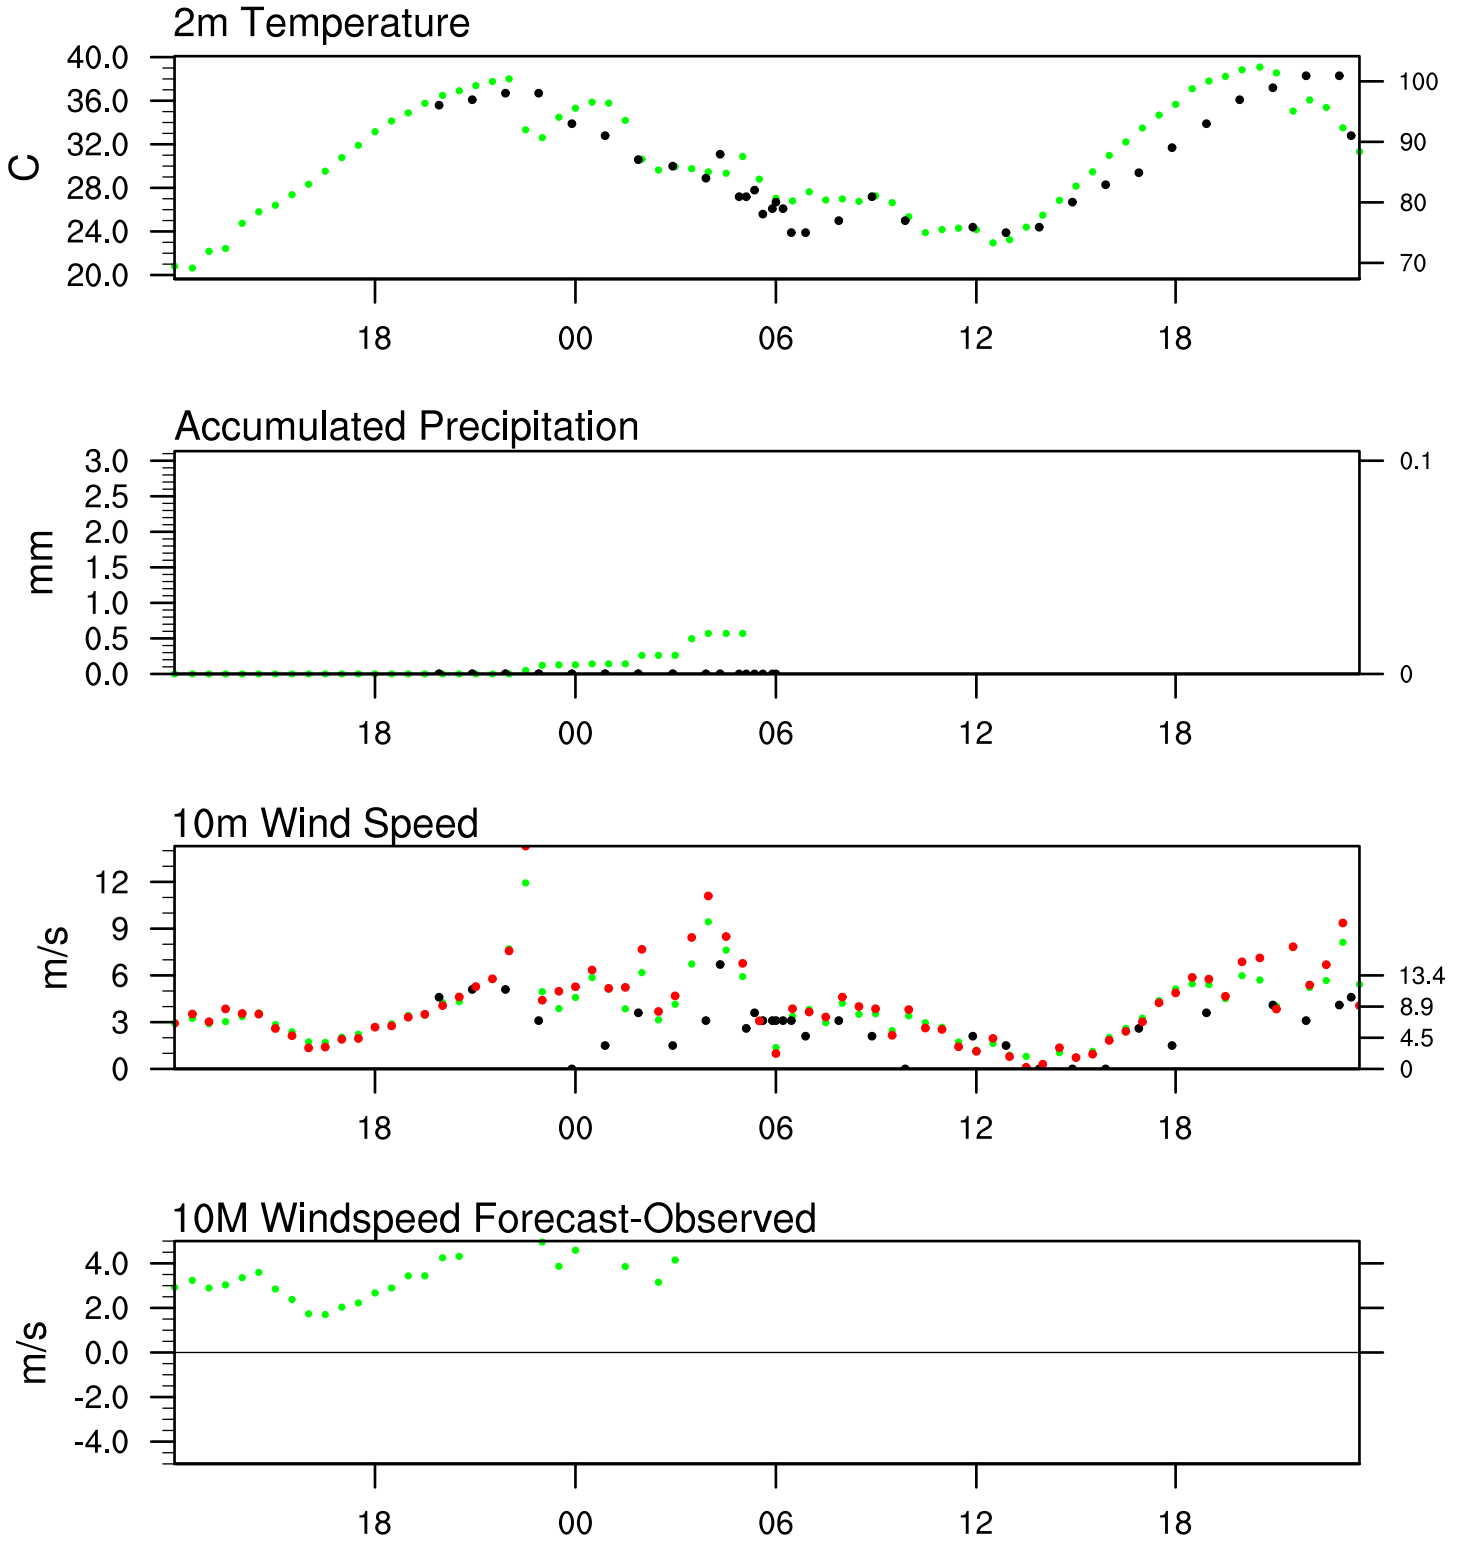 2m Temperature
40.0
36.0
32.0
28.0
24.0
20.0
C
100
90
80
70
18 00 06 12 18
Accumulated Precipitation
3.0
2.5
2.0
1.5
1.0
0.5
0.0
mm
0.1
0
18 00 06 12 18
10m Wind Speed
12
9
6
3
0
m/s
13.4
8.9
4.5
0
18 00 06 12 18
10M Windspeed Forecast-Observed
4.0
2.0
0.0
-2.0
-4.0
m/s
18 00 06 12 18